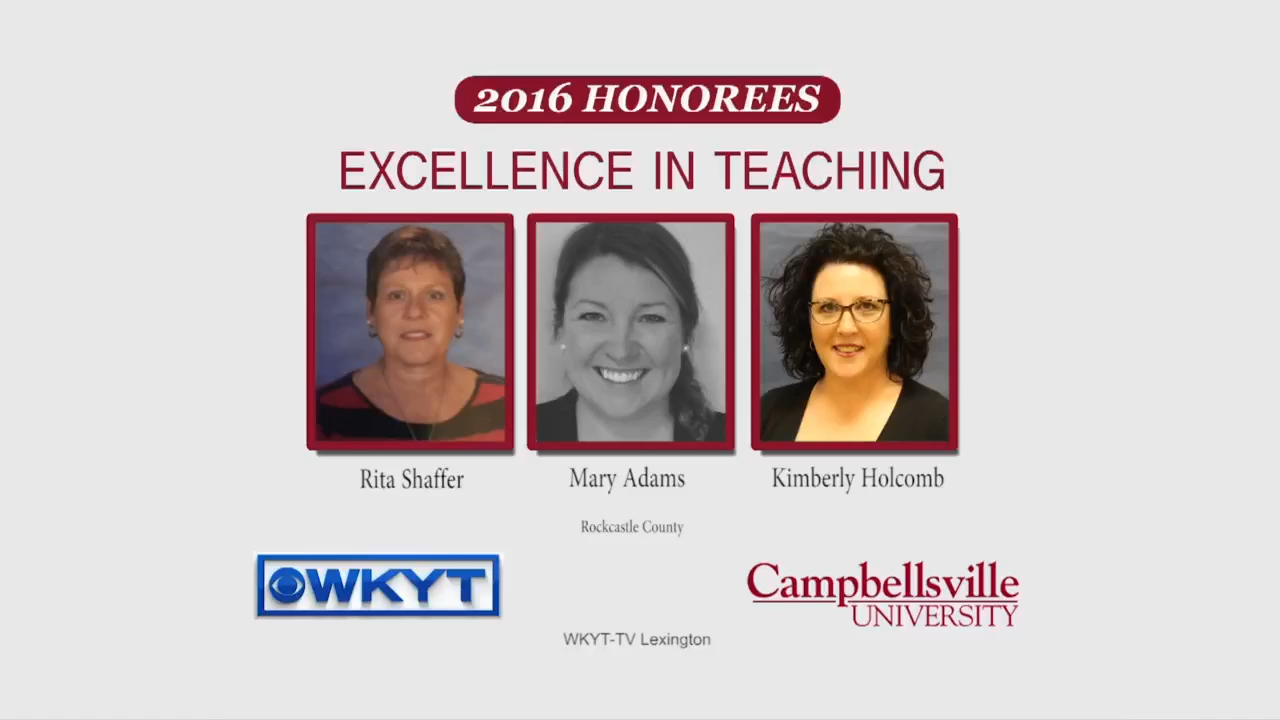 2016 HONOREES
EXCELLENCE IN TEACHING
Rita Shaffer
Mary Adams
Kimberly Holcomb
Rockcastle County
WKYT
Campbellsville
UNIVERSITY
WKYT-TV Lexington